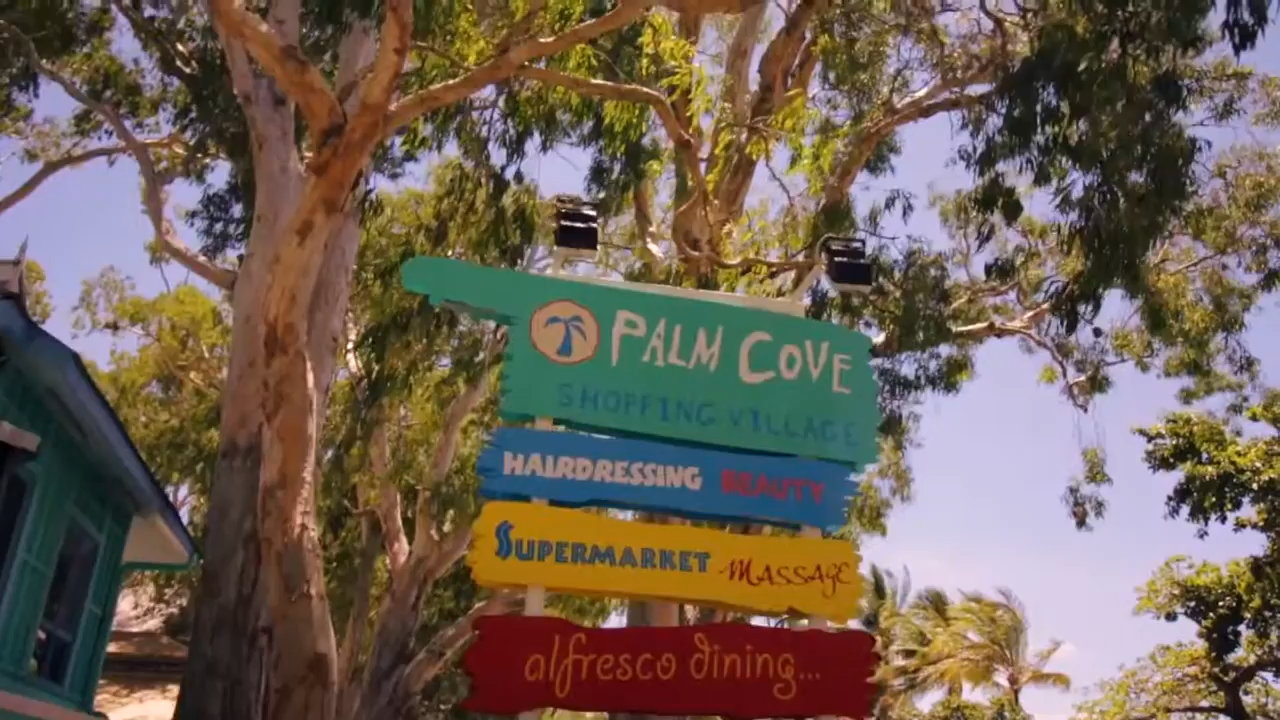 PALM COVE
SHOPPING VILLAGE
HAIRDRESSING BEAUTY
SUPERMARKET MASSAGE
alfresco dining...